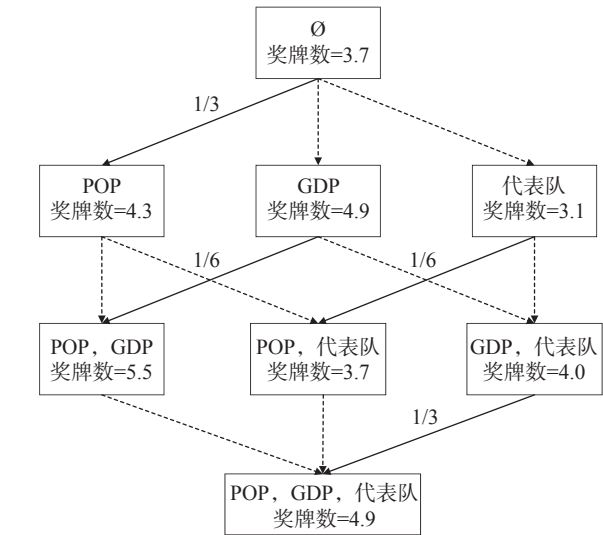 Ø
奖牌数=3.7
1/3
POP
奖牌数=4.3
GDP
奖牌数=4.9
代表队
奖牌数=3.1
1/6
1/6
POP，GDP
奖牌数=5.5
POP，代表队
奖牌数=3.7
GDP，代表队
奖牌数=4.0
1/3
POP，GDP，代表队
奖牌数=4.9